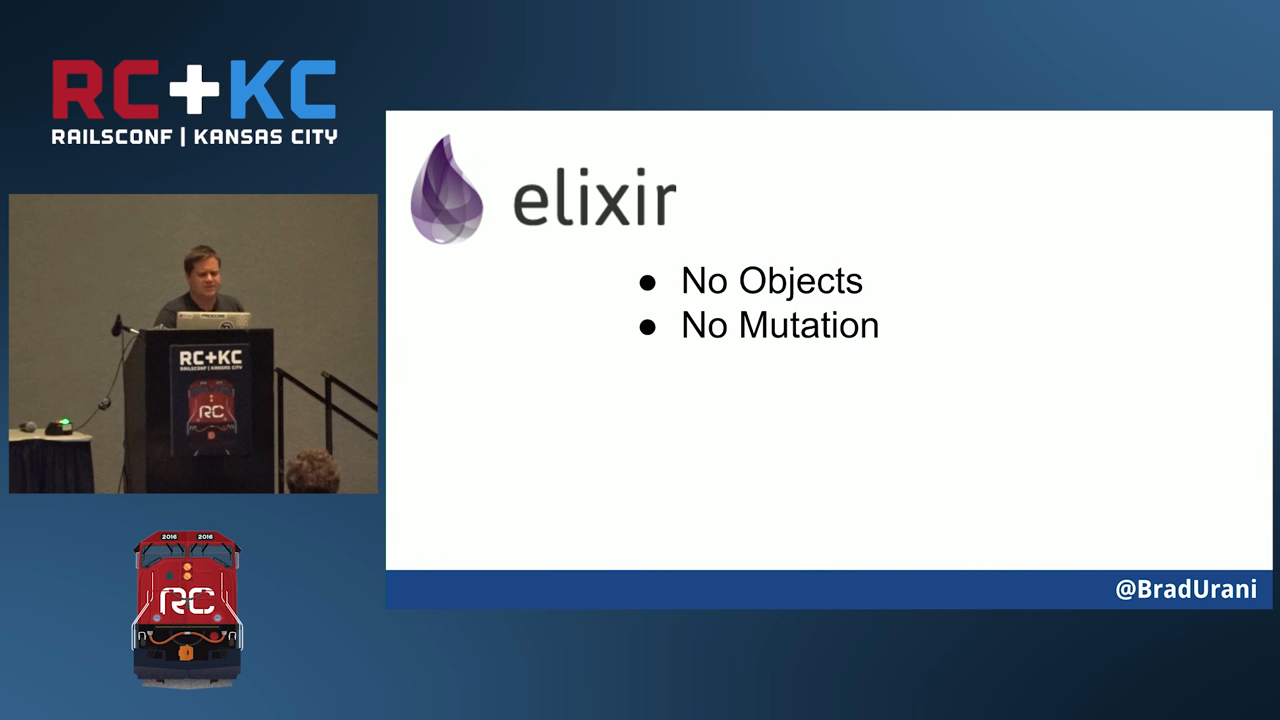 RC+KC
RAILSCONF | KANSAS CITY
elixir
● No Objects
● No Mutation
@BradUrani
RC+KC
RAILSCONF | KANSAS CITY
RC
2016 2016
RC